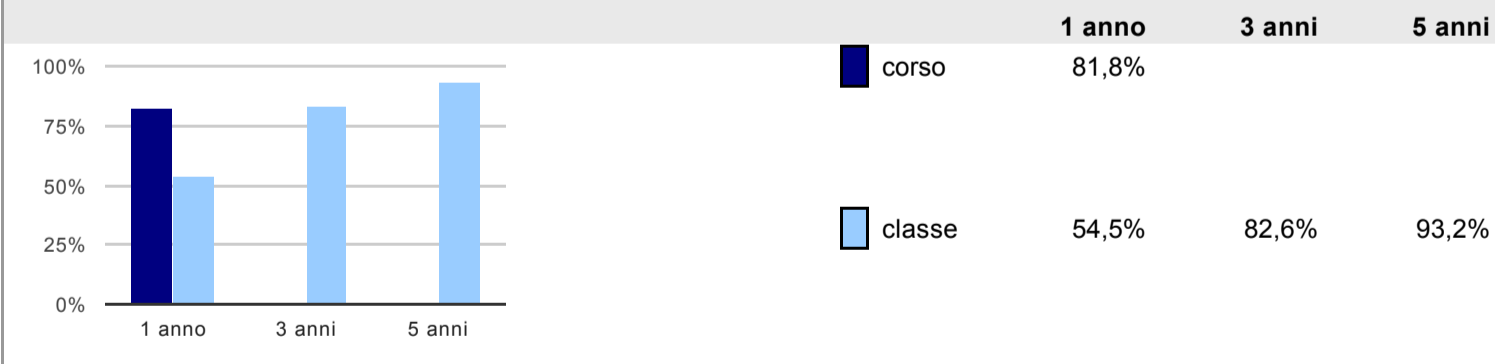 1 anno 3 anni 5 anni
corso 81,8%
classe 54,5% 82,6% 93,2%
100%
75%
50%
25%
0%
1 anno 3 anni 5 anni